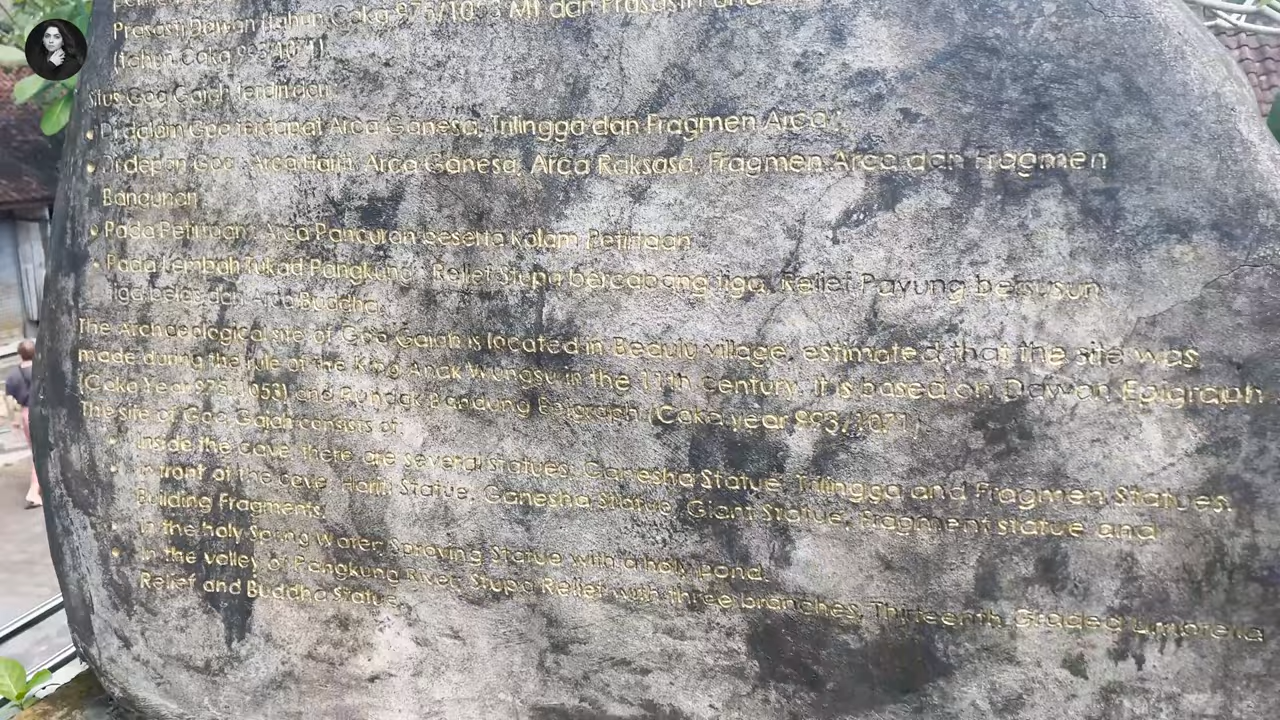 Prasasti Dawan (tahun Caka 975/1053 M) dan Prasasti
(tahun Caka 993/1071).
Situs Goa Gajah terdiri dari:
• Di dalam Goa terdapat Arca Ganesa, Trilingga dan Fragmen Arca
• Di depan Goa : Arca Hariti, Arca Ganesa, Arca Raksasa, Fragmen Arca dan Fragmen
Bangunan
• Pada Petirtaan : Arca Pancuran beserta Kolam Petirtaan
• Pada Lembah Tukad Pangkung : Relief Stupa bercabang tiga, Relief Payung bersusun
tiga belas dan Arca Buddha.
The Archaeological site of Goa Gajah is located in Bedulu village, estimated that the site was
made during the rule of the King Anak Wungsu in the 11th century. It is based on Dawan Epigraph
(Caka Year 975/1053) and Pandak Bandung Epigraph (Caka year 993/1071)
The site of Goa Gajah consists of
• Inside the cave there are several statues: Ganesha Statue, Trilingga and Fragmen Statues.
• In front of the cave: Hariti Statue, Ganesha Statue, Giant Statue, Fragment statue and
Building Fragments.
• In the holy Spring Water: Spraying Statue with a holy pond.
• In the valley of Pangkung River: Stupa Relief with three branches, Thirteenth Graded umbrella
Relief and Buddha Statue